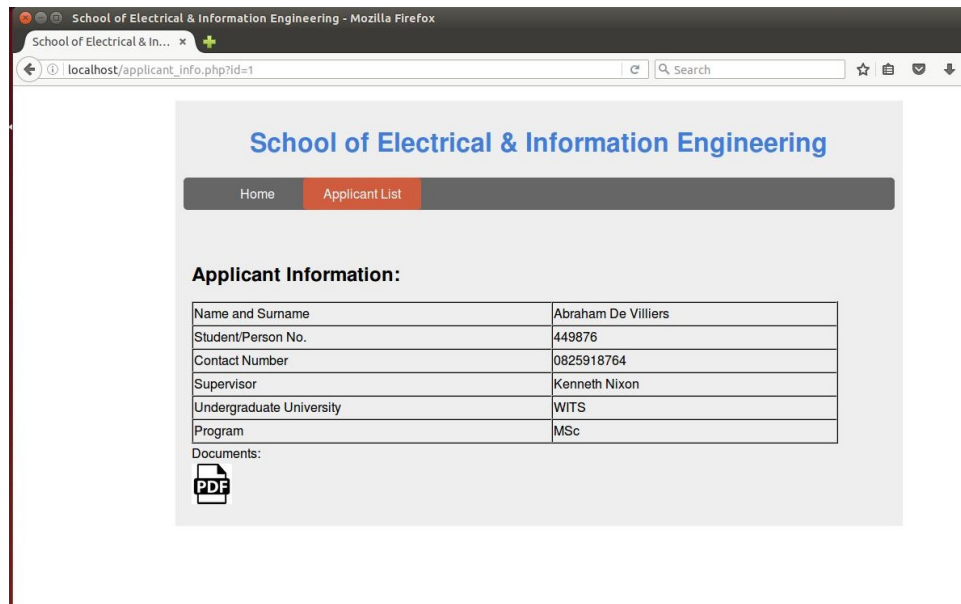 School of Electrical & Information Engineering - Mozilla Firefox
School of Electrical & In... ×
localhost/applicant_info.php?id=1
Search
School of Electrical & Information Engineering
Home Applicant List
Applicant Information:
Name and Surname Abraham De Villiers
Student/Person No. 449876
Contact Number 0825918764
Supervisor Kenneth Nixon
Undergraduate University WITS
Program MSc
Documents:
PDF